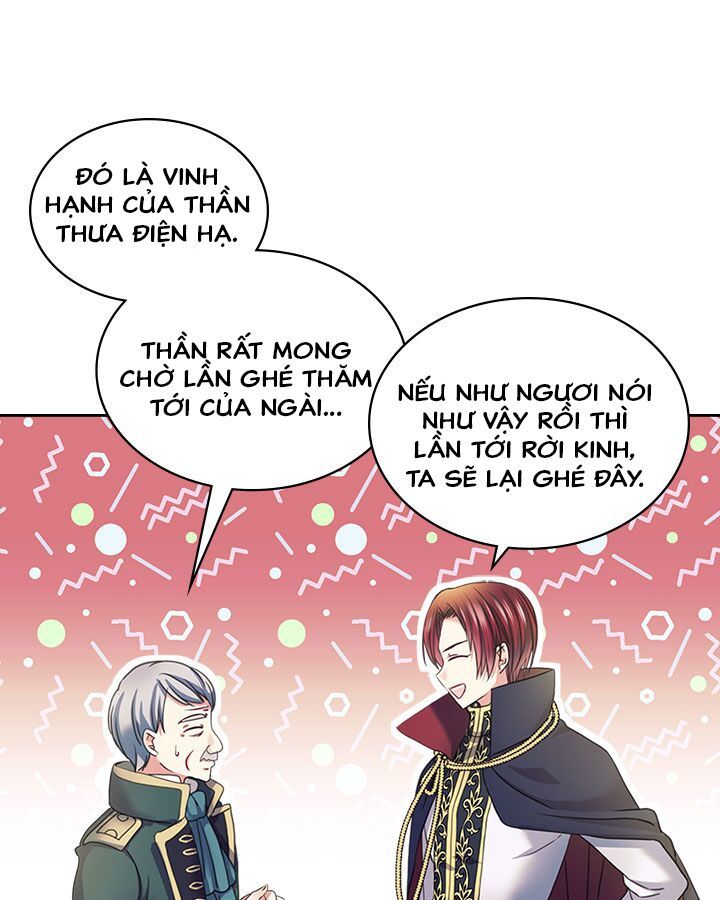 ĐÓ LÀ VINH
HẠNH CỦA THẦN
THƯA ĐIỆN HẠ.
THẦN RẤT MONG
CHỜ LẦN GHÉ THĂM
TỚI CỦA NGÀI...
NẾU NHƯ NGƯƠI NÓI
NHƯ VẬY RỒI THÌ
LẦN TỚI RỜI KINH,
TA SẼ LẠI GHÉ ĐÂY.